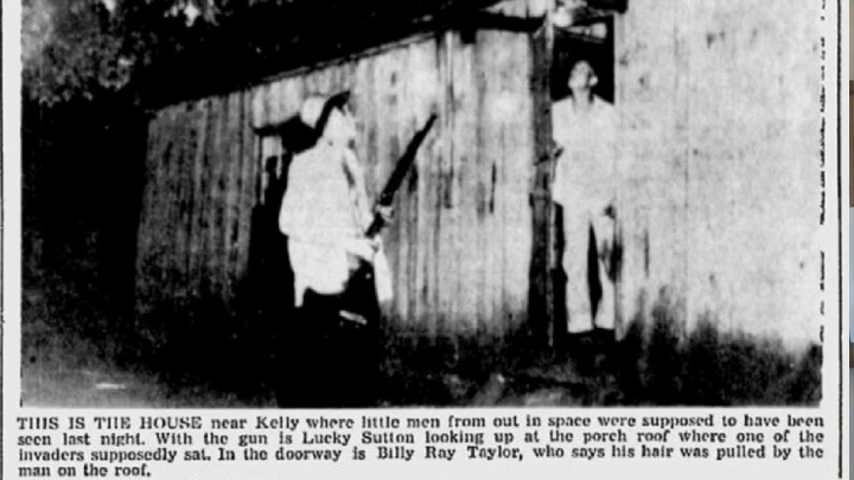 THIS IS THE HOUSE near Kelly where little men from out in space were supposed to have been
seen last night. With the gun is Lucky Sutton looking up at the porch roof where one of the
invaders supposedly sat. In the doorway is Billy Ray Taylor, who says his hair was pulled by the
man on the roof.